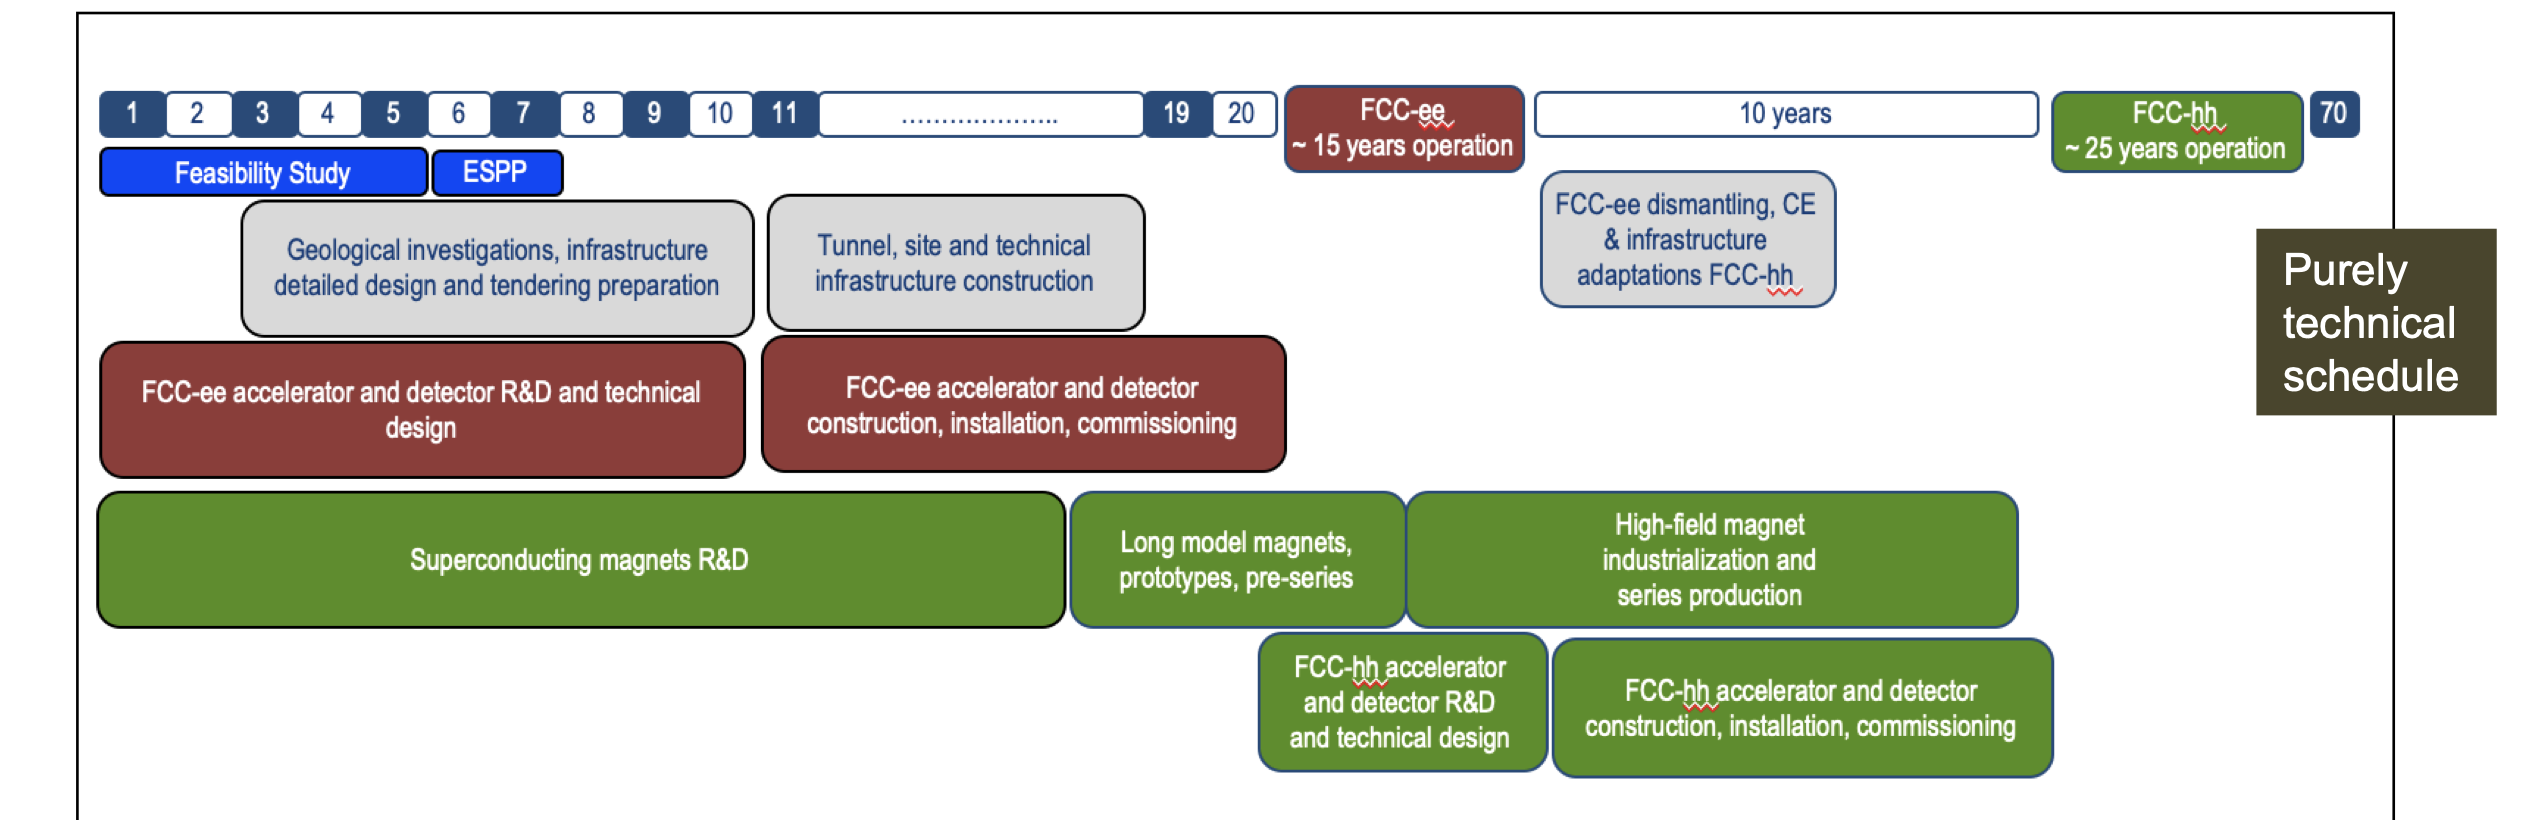 1 2 3 4 5 6 7 8 9 10 11 ..................... 19 20
FCC-ee
~ 15 years operation
10 years
FCC-hh
~ 25 years operation
70
Feasibility Study
ESPP
Geological investigations, infrastructure
detailed design and tendering preparation
Tunnel, site and technical
infrastructure construction
FCC-ee dismantling, CE
& infrastructure
adaptations FCC-hh
Purely
technical
schedule
FCC-ee accelerator and detector R&D and technical
design
FCC-ee accelerator and detector
construction, installation, commissioning
Superconducting magnets R&D
Long model magnets,
prototypes, pre-series
High-field magnet
industrialization and
series production
FCC-hh accelerator
and detector R&D
and technical design
FCC-hh accelerator and detector
construction, installation, commissioning